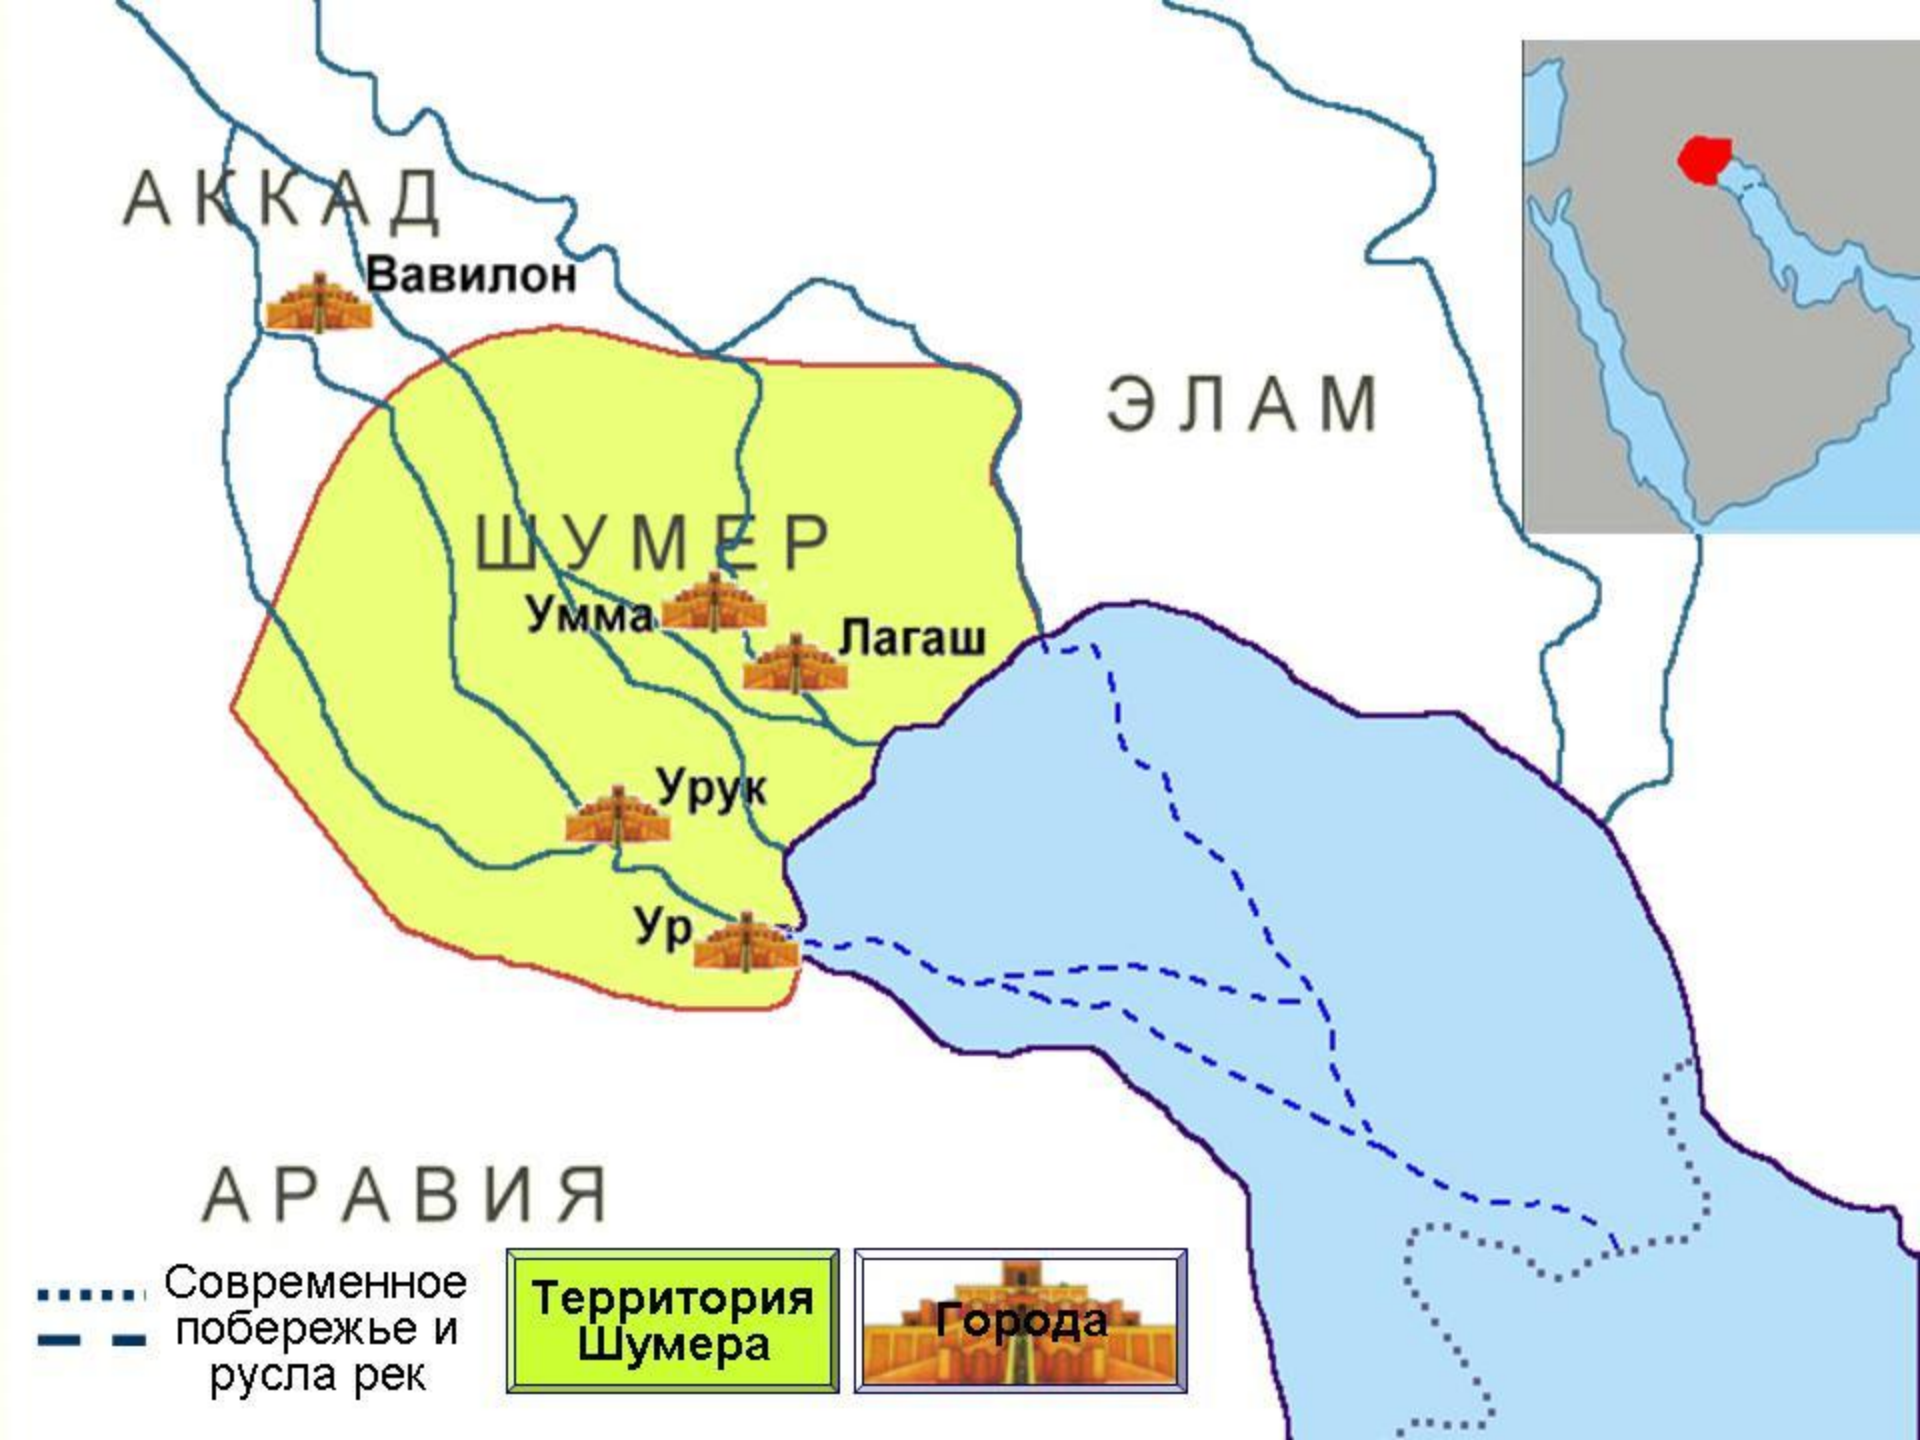 АККАД
Вавилон
ЭЛАМ
ШУМЕР
Умма
Лагаш
Урук
Ур
АРАВИЯ
Современное
побережье и
русла рек
Территория
Шумера
Города